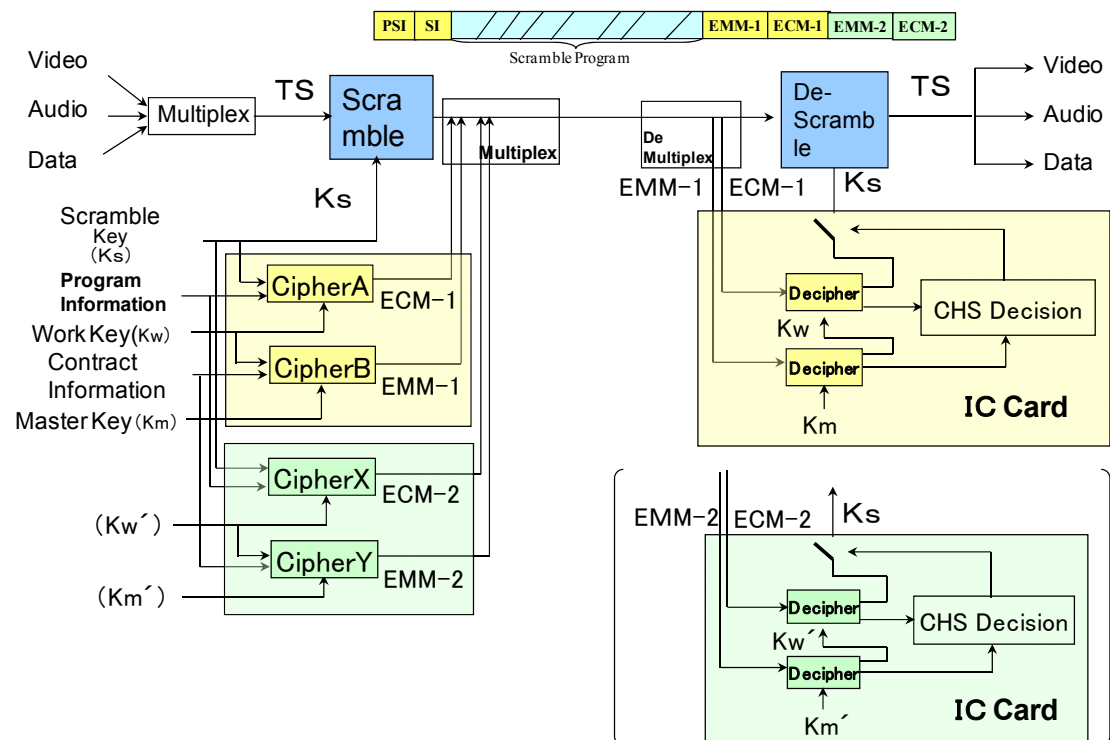 PSI SI EMM-1 ECM-1 EMM-2 ECM-2
Scramble Program
Video
Audio
Data
Multiplex
TS
Scra
mble
Multiplex
De
Multiplex
De-
Scramb
le
TS
Video
Audio
Data
Ks
EMM-1
ECM-1
Ks
Scramble
Key
(Ks)
Program
Information
Work Key(Kw)
Contract
Information
Master Key(Km)
CipherA
ECM-1
CipherB
EMM-1
Decipher
Kw
Decipher
Km
CHS Decision
IC Card
CipherX
ECM-2
(Kw´)
CipherY
EMM-2
(Km´)
EMM-2
ECM-2
Ks
Decipher
Kw´
Decipher
Km´
CHS Decision
IC Card